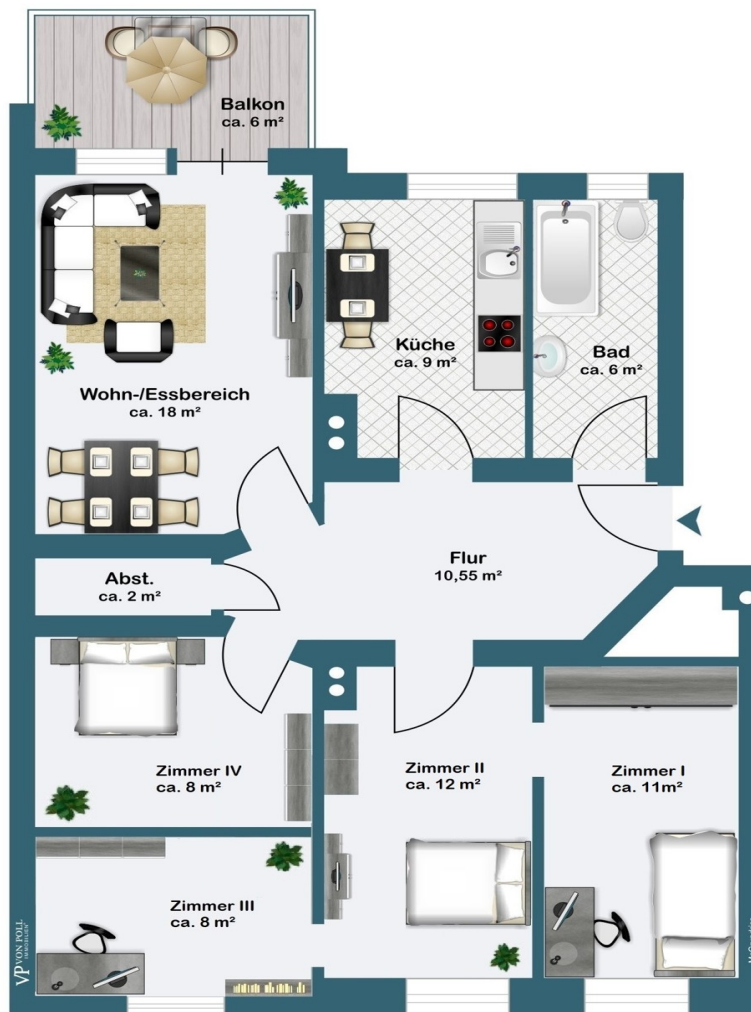 Balkon
ca. 6 m²
Wohn-/Essbereich
ca. 18 m²
Küche
ca. 9 m²
Bad
ca. 6 m²
Flur
10,55 m²
Abst.
ca. 2 m²
Zimmer IV
ca. 8 m²
Zimmer II
ca. 12 m²
Zimmer I
ca. 11m²
Zimmer III
ca. 8 m²
VP VON POLL
IMMOBILIEN